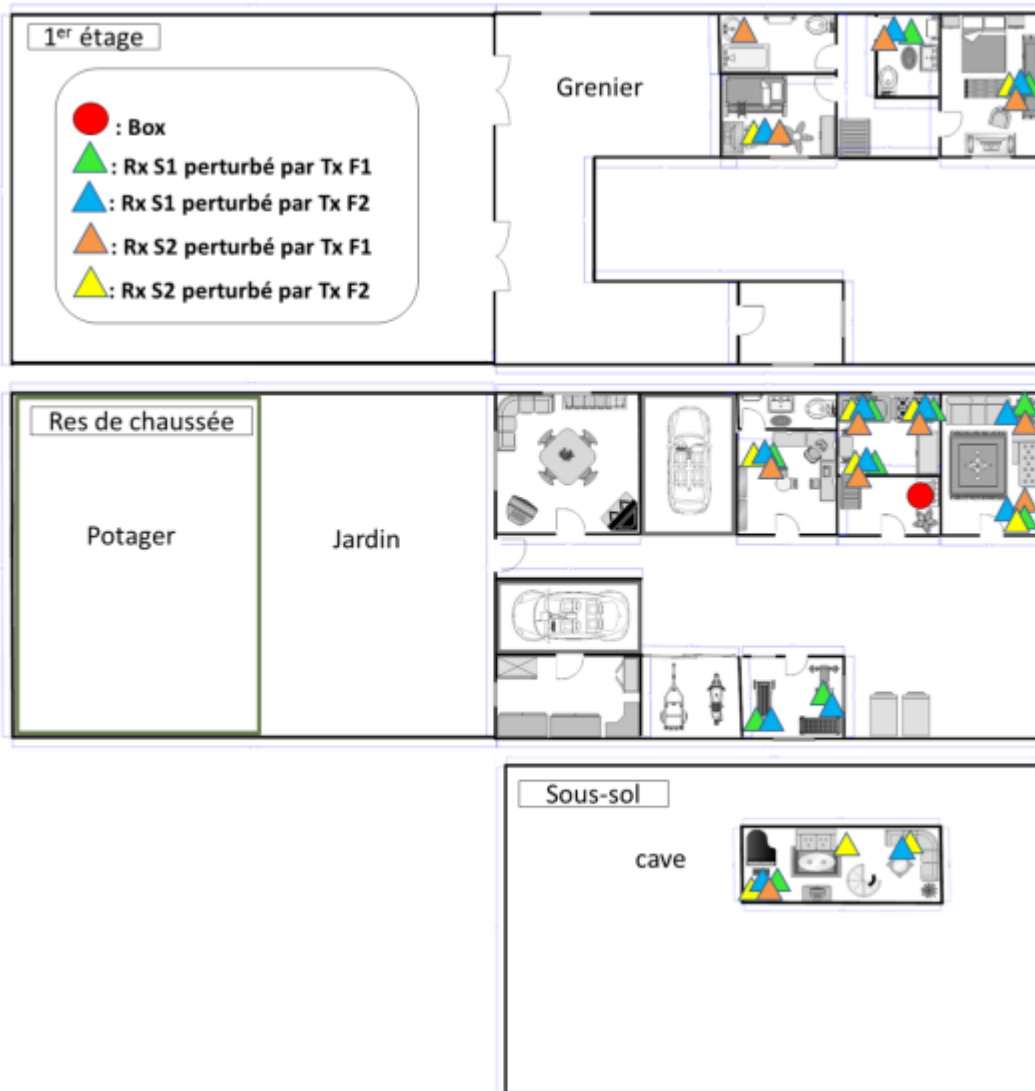 1er étage
Grenier
: Box
: Rx S1 perturbé par Tx F1
: Rx S1 perturbé par Tx F2
: Rx S2 perturbé par Tx F1
: Rx S2 perturbé par Tx F2
Res de chaussée
Potager
Jardin
Sous-sol
cave